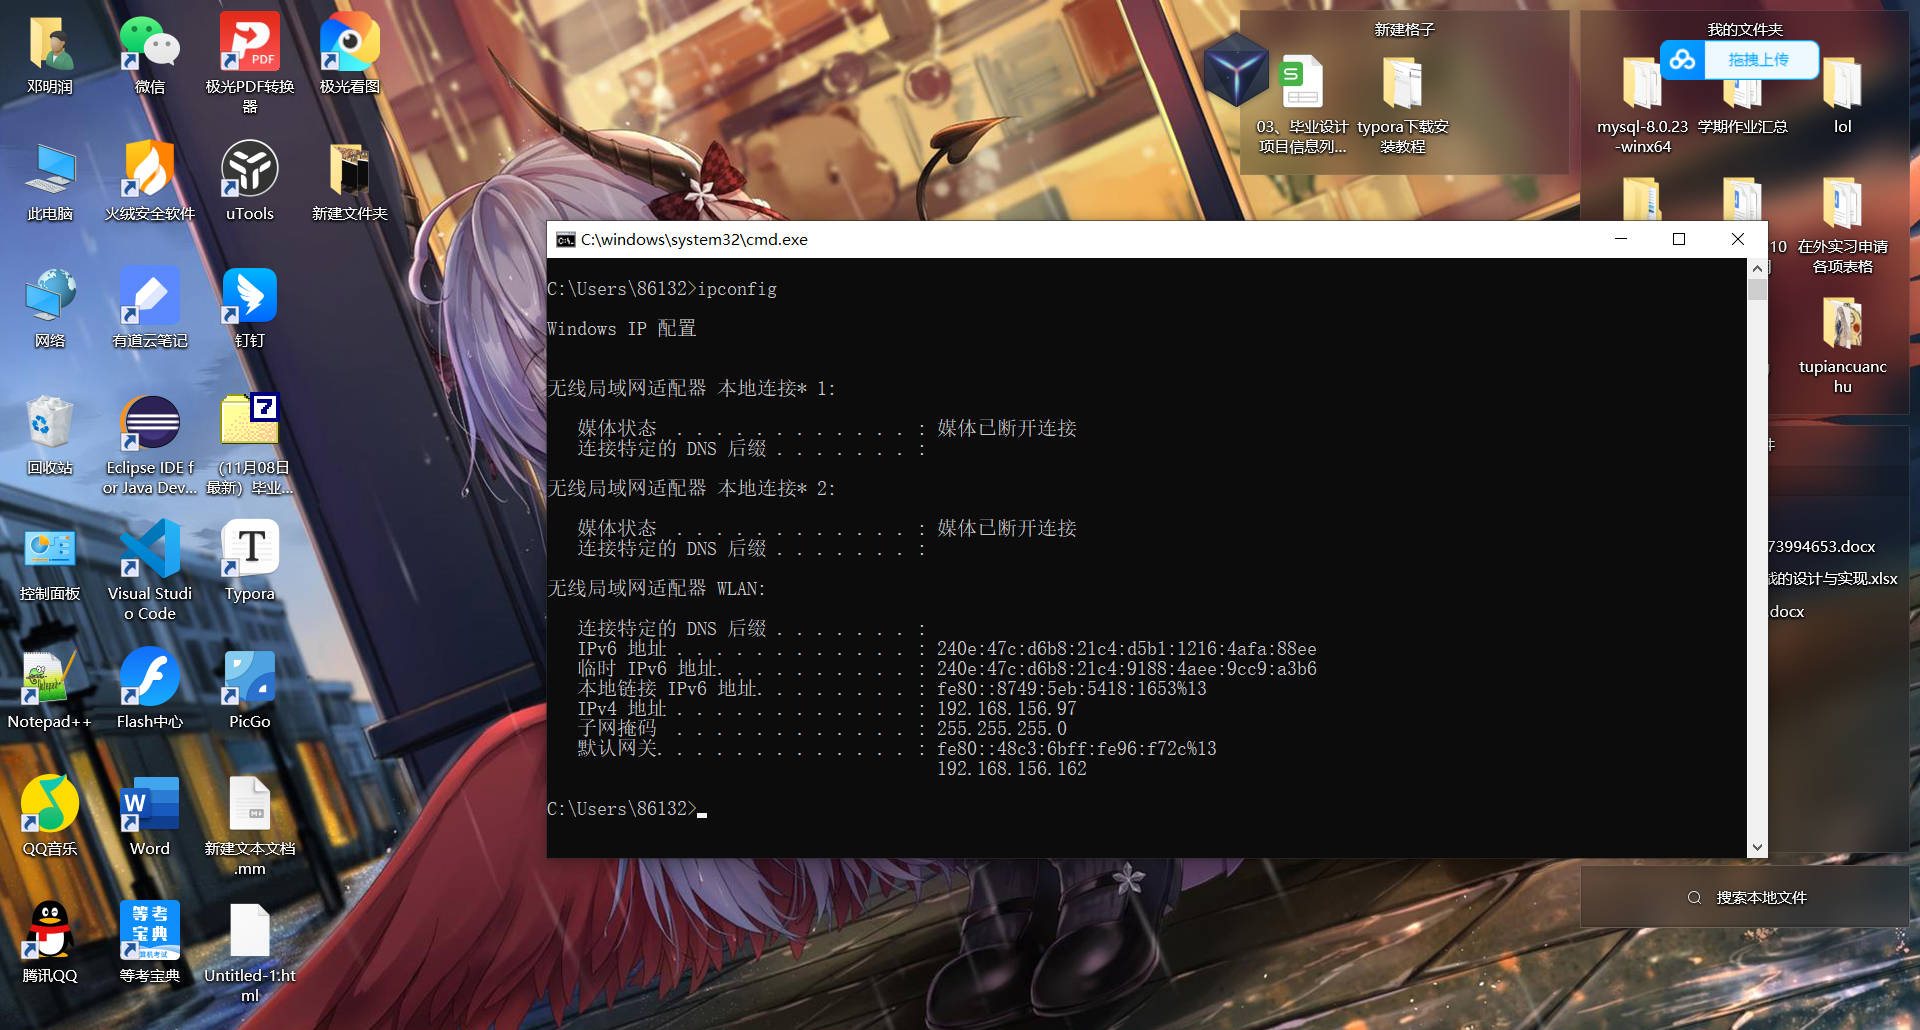 邓明润
微信
极光PDF转换
器
极光看图
此电脑
火绒安全软件
uTools
新建文件夹
网络
有道云笔记
钉钉
7
回收站
Eclipse IDE f
or Java Dev...
（11月08日
最新）毕业...
控制面板
Visual Studi
o Code
T
Typora
Notepad++
Flash中心
PicGo
QQ音乐
W
Word
新建文本文档
.mm
腾讯QQ
等考
宝典
等考宝典
Untitled-1.ht
ml
新建格子
S
03、毕业设计
项目信息列...
typora下载安
装教程
我的文件夹
拖拽上传
mysql-8.0.23
-winx64
学期作业汇总
lol
10
在外实习申请
各项表格
tupiancuanc
hu
件
73994653.docx
的设计与实现.xlsx
.docx
搜索本地文件
C:\windows\system32\cmd.exe
C:\Users\86132>ipconfig
Windows IP 配置
无线局域网适配器 本地连接* 1:
媒体状态  . . . . . . . . . . . . : 媒体已断开连接
连接特定的 DNS 后缀 . . . . . . . :
无线局域网适配器 本地连接* 2:
媒体状态  . . . . . . . . . . . . : 媒体已断开连接
连接特定的 DNS 后缀 . . . . . . . :
无线局域网适配器 WLAN:
连接特定的 DNS 后缀 . . . . . . . :
IPv6 地址 . . . . . . . . . . . . : 240e:47c:d6b8:21c4:d5b1:1216:4afa:88ee
临时 IPv6 地址. . . . . . . . . . : 240e:47c:d6b8:21c4:9188:4aee:9cc9:a3b6
本地链接 IPv6 地址. . . . . . . . : fe80::8749:5eb:5418:1653%13
IPv4 地址 . . . . . . . . . . . . : 192.168.156.97
子网掩码  . . . . . . . . . . . . : 255.255.255.0
默认网关. . . . . . . . . . . . . : fe80::48c3:6bff:fe96:f72c%13
192.168.156.162
C:\Users\86132>